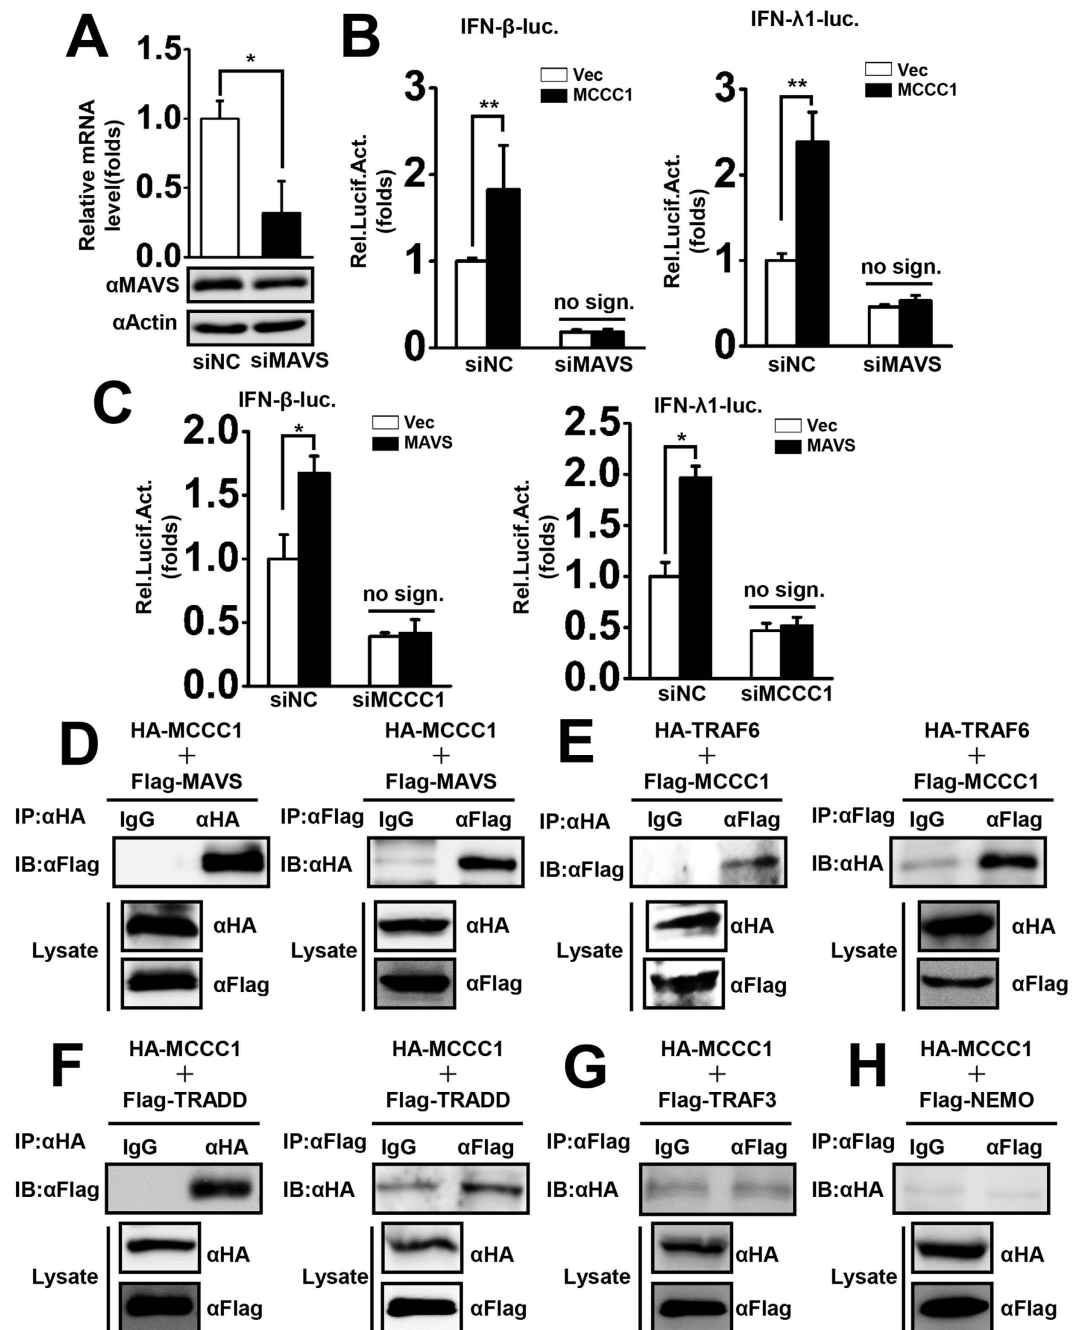 A
1.5
1.0
0.5
0.0
Relative mRNA
level(folds)
*
αMAVS
αActin
siNC siMAVS
B
IFN-β-luc.
Vec
MCCC1
3
2
1
0
Rel.Lucif.Act.
(folds)
**
no sign.
siNC siMAVS
IFN-λ1-luc.
Vec
MCCC1
3
2
1
0
Rel.Lucif.Act.
(folds)
**
no sign.
siNC siMAVS
C
IFN-β-luc.
Vec
MAVS
2.0
1.5
1.0
0.5
0.0
Rel.Lucif.Act.
(folds)
*
no sign.
siNC siMCCC1
IFN-λ1-luc.
Vec
MAVS
2.5
2.0
1.5
1.0
0.5
0.0
Rel.Lucif.Act.
(folds)
*
no sign.
siNC siMCCC1
D
HA-MCCC1
+
Flag-MAVS
IP:αHA IgG αHA
IB:αFlag
Lysate
αHA
αFlag
HA-MCCC1
+
Flag-MAVS
IP:αFlag IgG αFlag
IB:αHA
αHA
αFlag
E
HA-TRAF6
+
Flag-MCCC1
IP:αHA IgG αFlag
IB:αFlag
Lysate
αHA
αFlag
HA-TRAF6
+
Flag-MCCC1
IP:αFlag IgG αFlag
IB:αHA
Lysate
αHA
αFlag
F
HA-MCCC1
+
Flag-TRADD
IP:αHA IgG αHA
IB:αFlag
Lysate
αHA
αFlag
HA-MCCC1
+
Flag-TRADD
IP:αFlag IgG αFlag
IB:αHA
Lysate
αHA
αFlag
G
HA-MCCC1
+
Flag-TRAF3
IP:αFlag IgG αFlag
IB:αHA
Lysate
αHA
αFlag
H
HA-MCCC1
+
Flag-NEMO
IP:αFlag IgG αFlag
IB:αHA
Lysate
αHA
αFlag